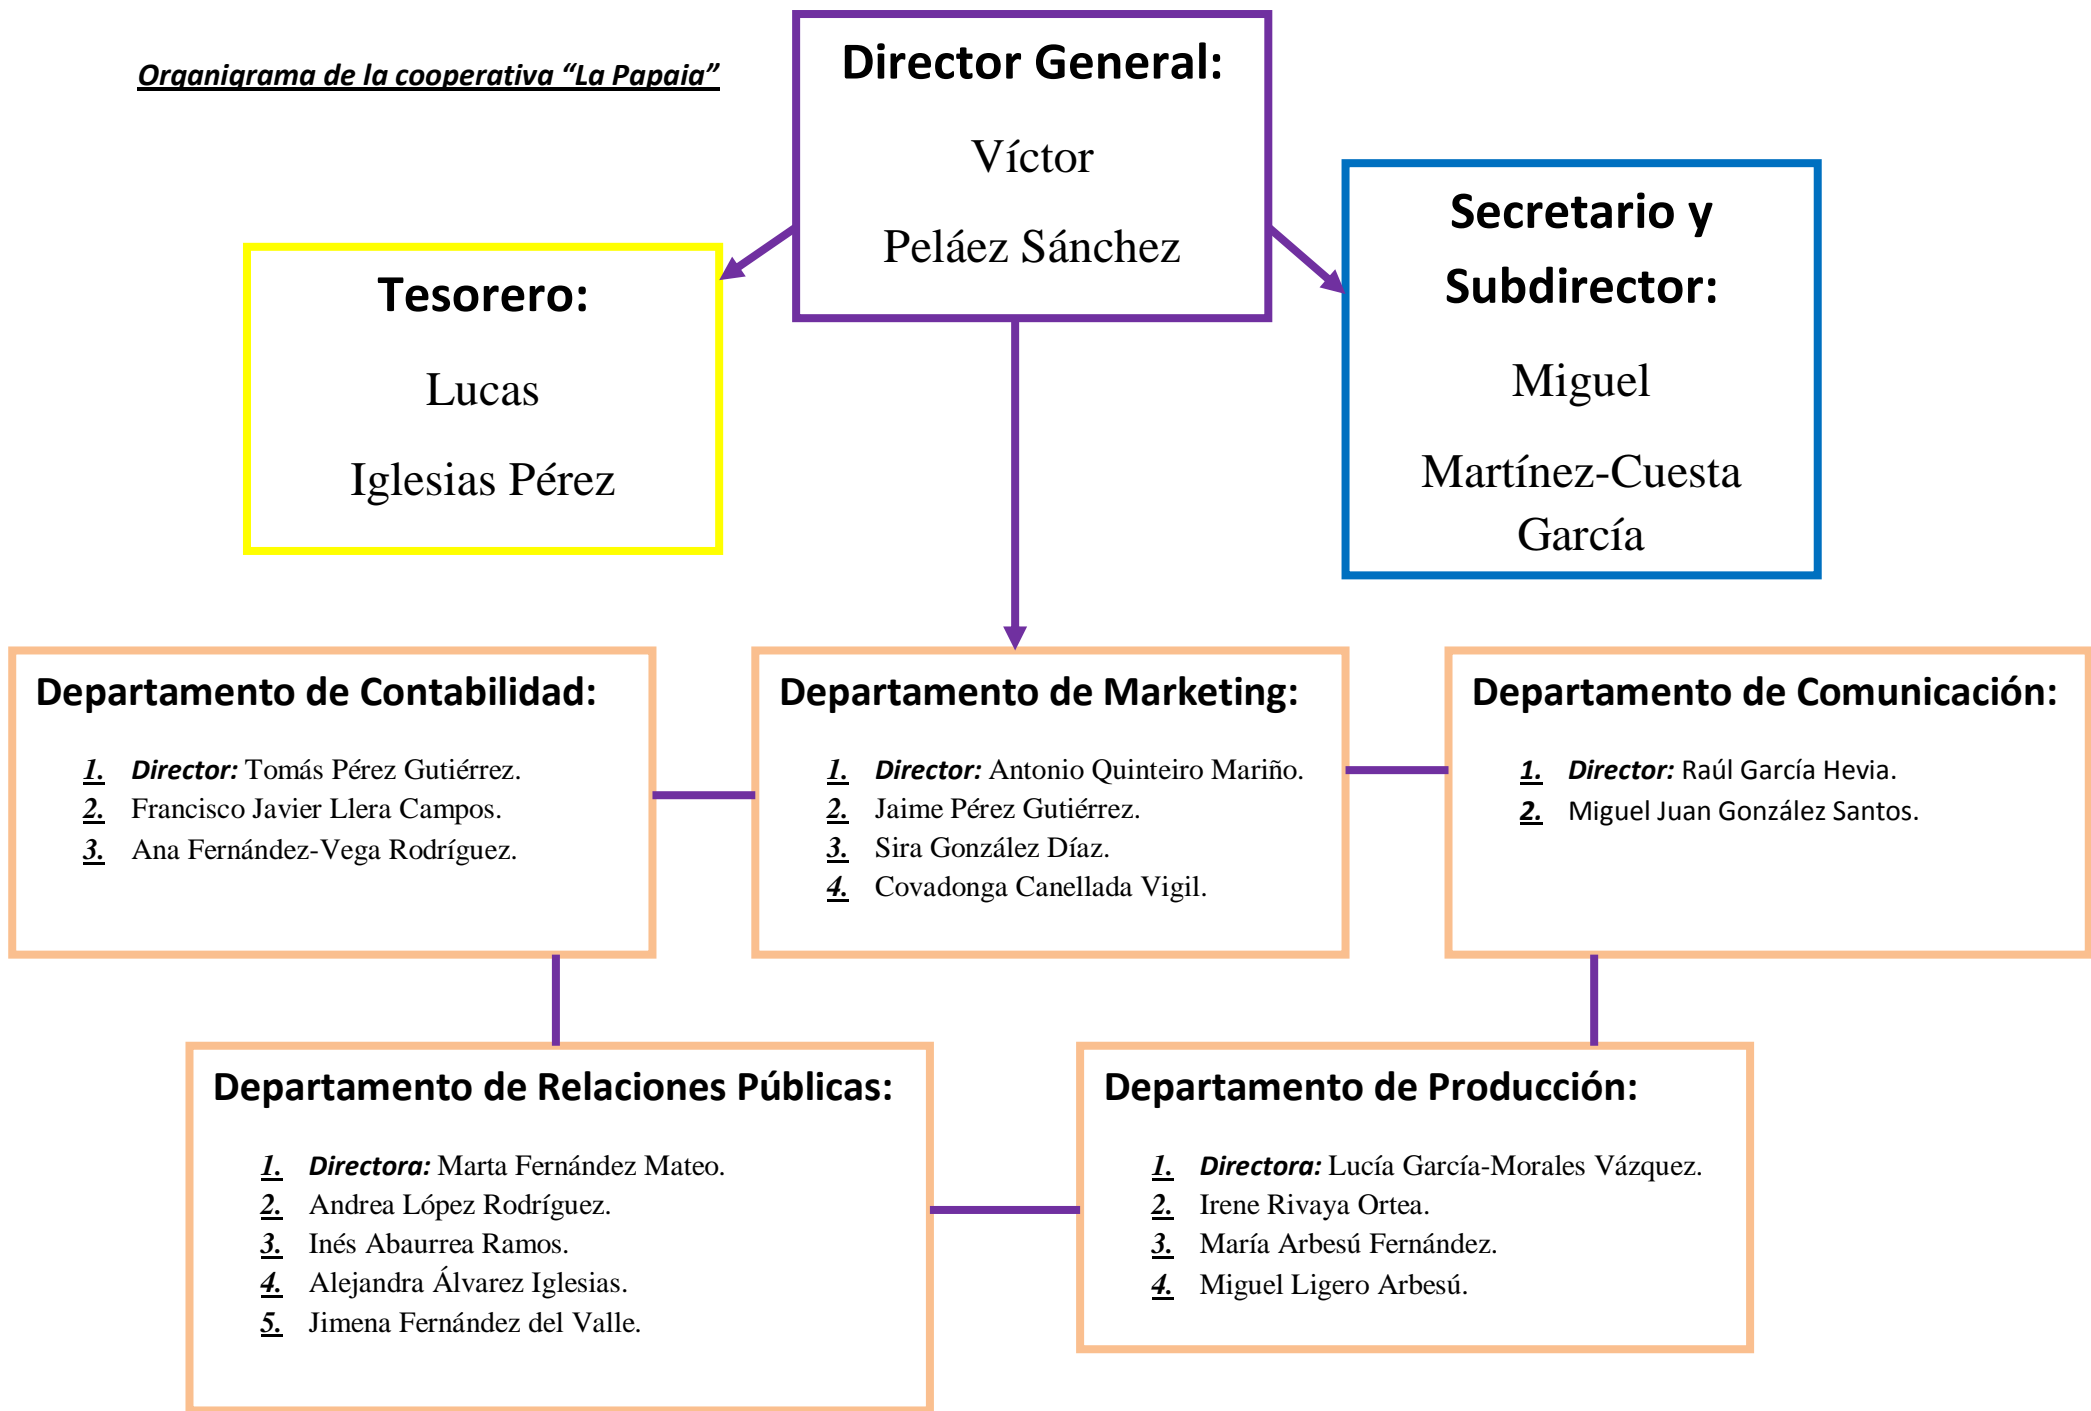 Organigrama de la cooperativa “La Papaia”
Director General:
Víctor
Peláez Sánchez
Tesorero:
Lucas
Iglesias Pérez
Secretario y
Subdirector:
Miguel
Martínez-Cuesta
García
Departamento de Contabilidad:
1. Director: Tomás Pérez Gutiérrez.
2. Francisco Javier Llera Campos.
3. Ana Fernández-Vega Rodríguez.
Departamento de Marketing:
1. Director: Antonio Quinteiro Mariño.
2. Jaime Pérez Gutiérrez.
3. Sira González Díaz.
4. Covadonga Canellada Vigil.
Departamento de Comunicación:
1. Director: Raúl García Hevia.
2. Miguel Juan González Santos.
Departamento de Relaciones Públicas:
1. Directora: Marta Fernández Mateo.
2. Andrea López Rodríguez.
3. Inés Abaurrea Ramos.
4. Alejandra Álvarez Iglesias.
5. Jimena Fernández del Valle.
Departamento de Producción:
1. Directora: Lucía García-Morales Vázquez.
2. Irene Rivaya Ortea.
3. María Arbesú Fernández.
4. Miguel Ligero Arbesú.